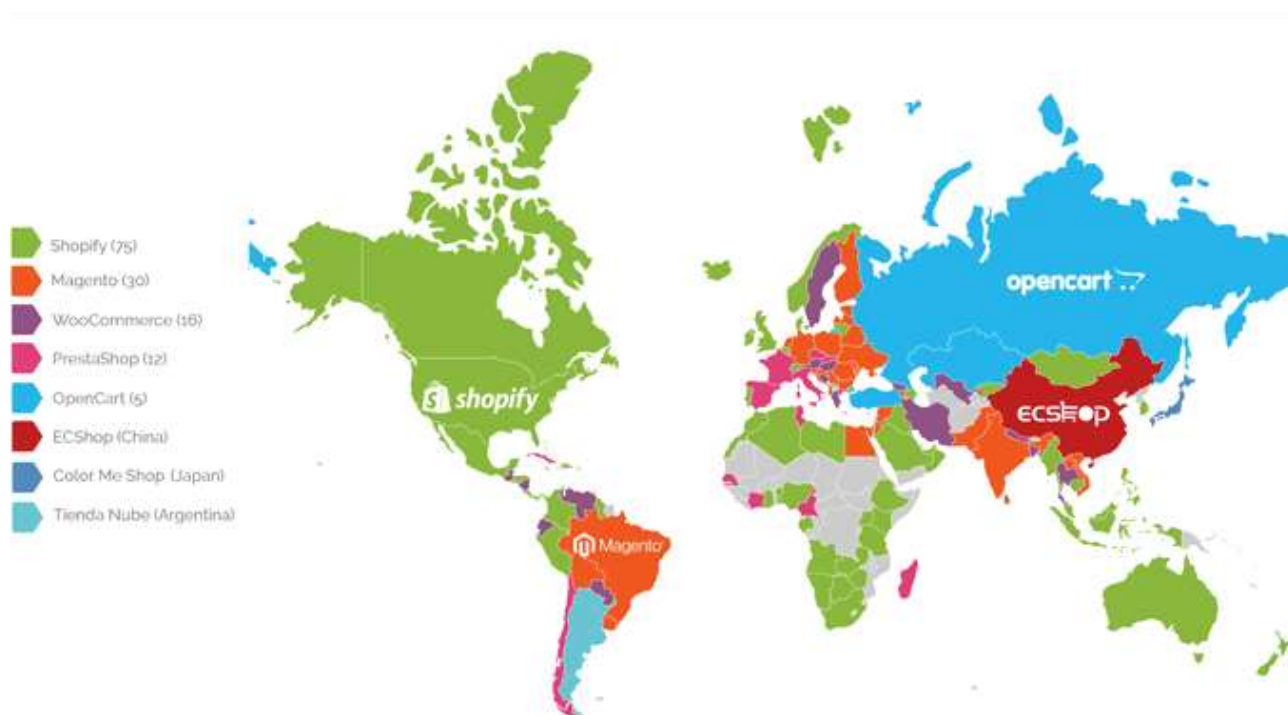 Shopify (75)
Magento (30)
WooCommerce (16)
PrestaShop (12)
OpenCart (5)
ECShop (China)
Color Me Shop (Japan)
Tienda Nube (Argentina)
opencart
S shopify
ECSHOP
Magento